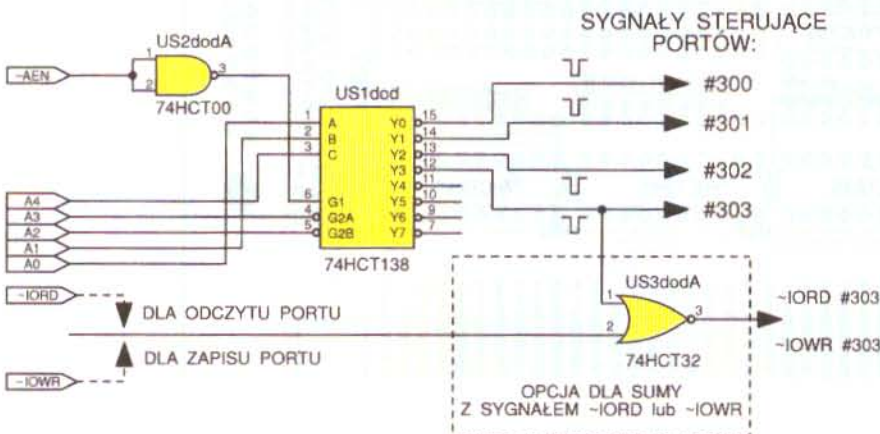 SYGNAŁY STERUJĄCE
PORTÓW:
US2dodA
~AEN
1
2
3
74HCT00
US1dod
1 A
2 B
3 C
6 G1
4 G2A
5 G2B
Y0 15
Y1 14
Y2 13
Y3 12
Y4 11
Y5 10
Y6 9
Y7 7
74HCT138
#300
#301
#302
#303
A4
A3
A2
A1
A0
~IORD
DLA ODCZYTU PORTU
DLA ZAPISU PORTU
~IOWR
US3dodA
1
2
3
74HCT32
~IORD #303
~IOWR #303
OPCJA DLA SUMY
Z SYGNAŁEM ~IORD lub ~IOWR